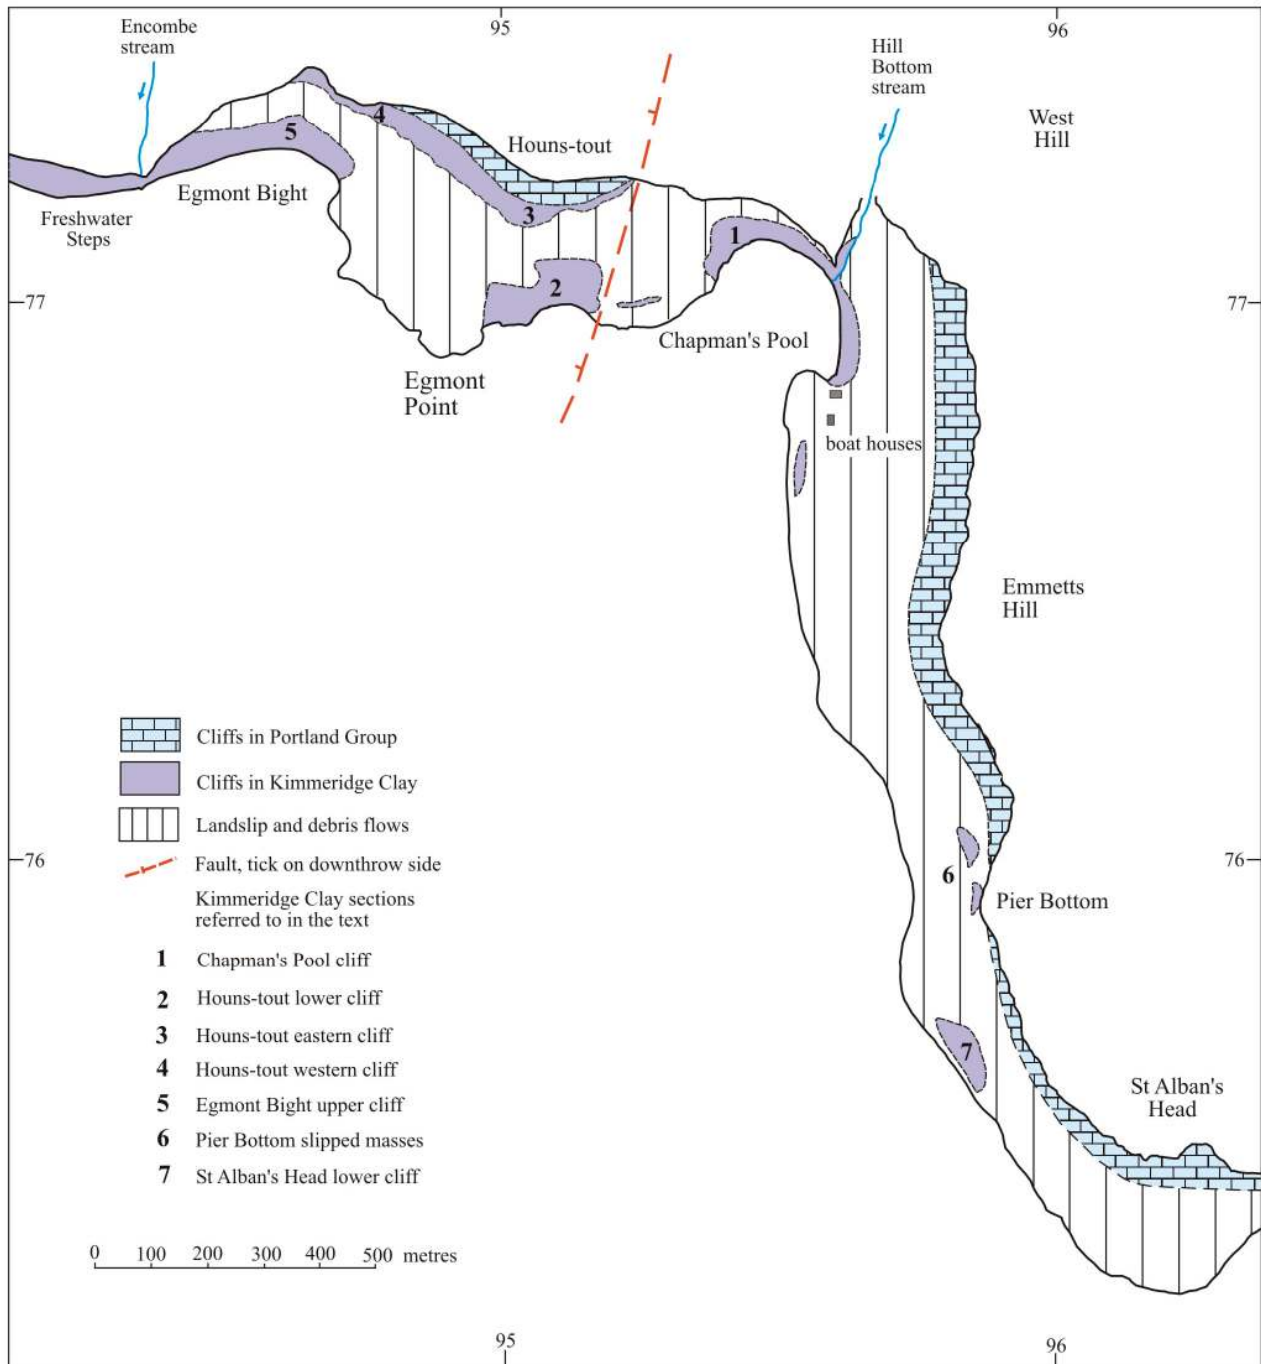 95
96
Encombe
stream
Hill
Bottom
stream
West
Hill
4
Houns-tout
5
Egmont Bight
Freshwater
Steps
3
1
2
77
77
Chapman's Pool
Egmont
Point
boat houses
Emmetts
Hill
Cliffs in Portland Group
Cliffs in Kimmeridge Clay
Landslip and debris flows
Fault, tick on downthrow side
Kimmeridge Clay sections
referred to in the text
1 Chapman's Pool cliff
2 Houns-tout lower cliff
3 Houns-tout eastern cliff
4 Houns-tout western cliff
5 Egmont Bight upper cliff
6 Pier Bottom slipped masses
7 St Alban's Head lower cliff
76
76
6
Pier Bottom
7
St Alban's
Head
0 100 200 300 400 500 metres
95
96